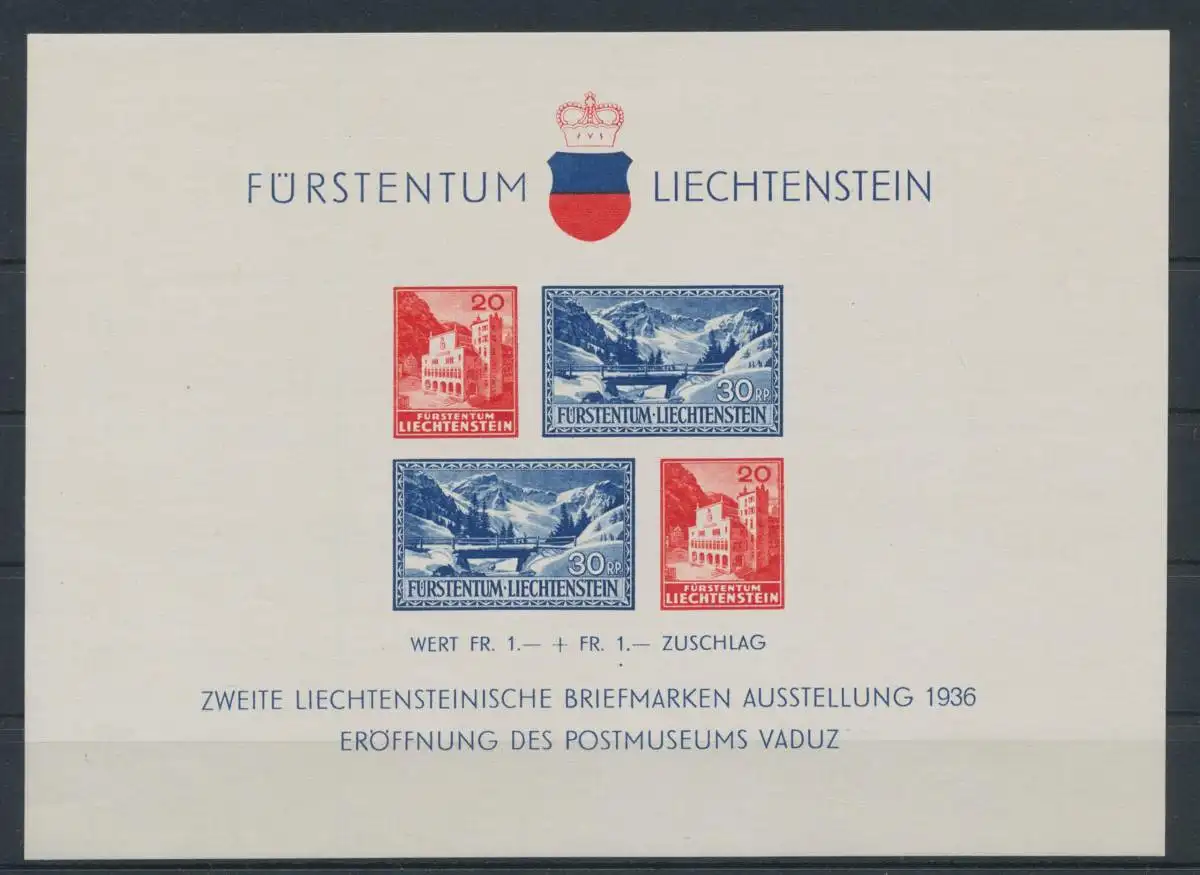 FÜRSTENTUM LIECHTENSTEIN
20
FÜRSTENTUM
LIECHTENSTEIN
30 RP.
FÜRSTENTUM·LIECHTENSTEIN
30 RP.
FÜRSTENTUM·LIECHTENSTEIN
20
FÜRSTENTUM
LIECHTENSTEIN
WERT FR. 1.— + FR. 1.— ZUSCHLAG
ZWEITE LIECHTENSTEINISCHE BRIEFMARKEN AUSSTELLUNG 1936
ERÖFFNUNG DES POSTMUSEUMS VADUZ